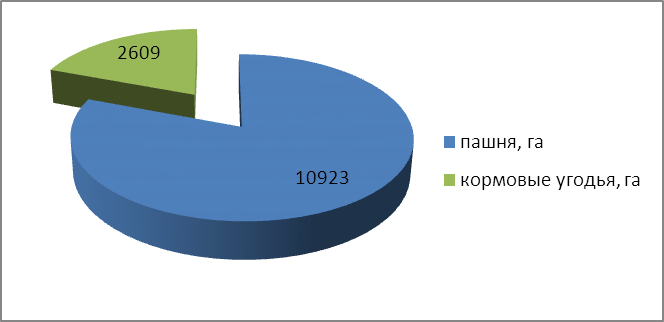 2609
10923
пашня, га
кормовые угодья, га